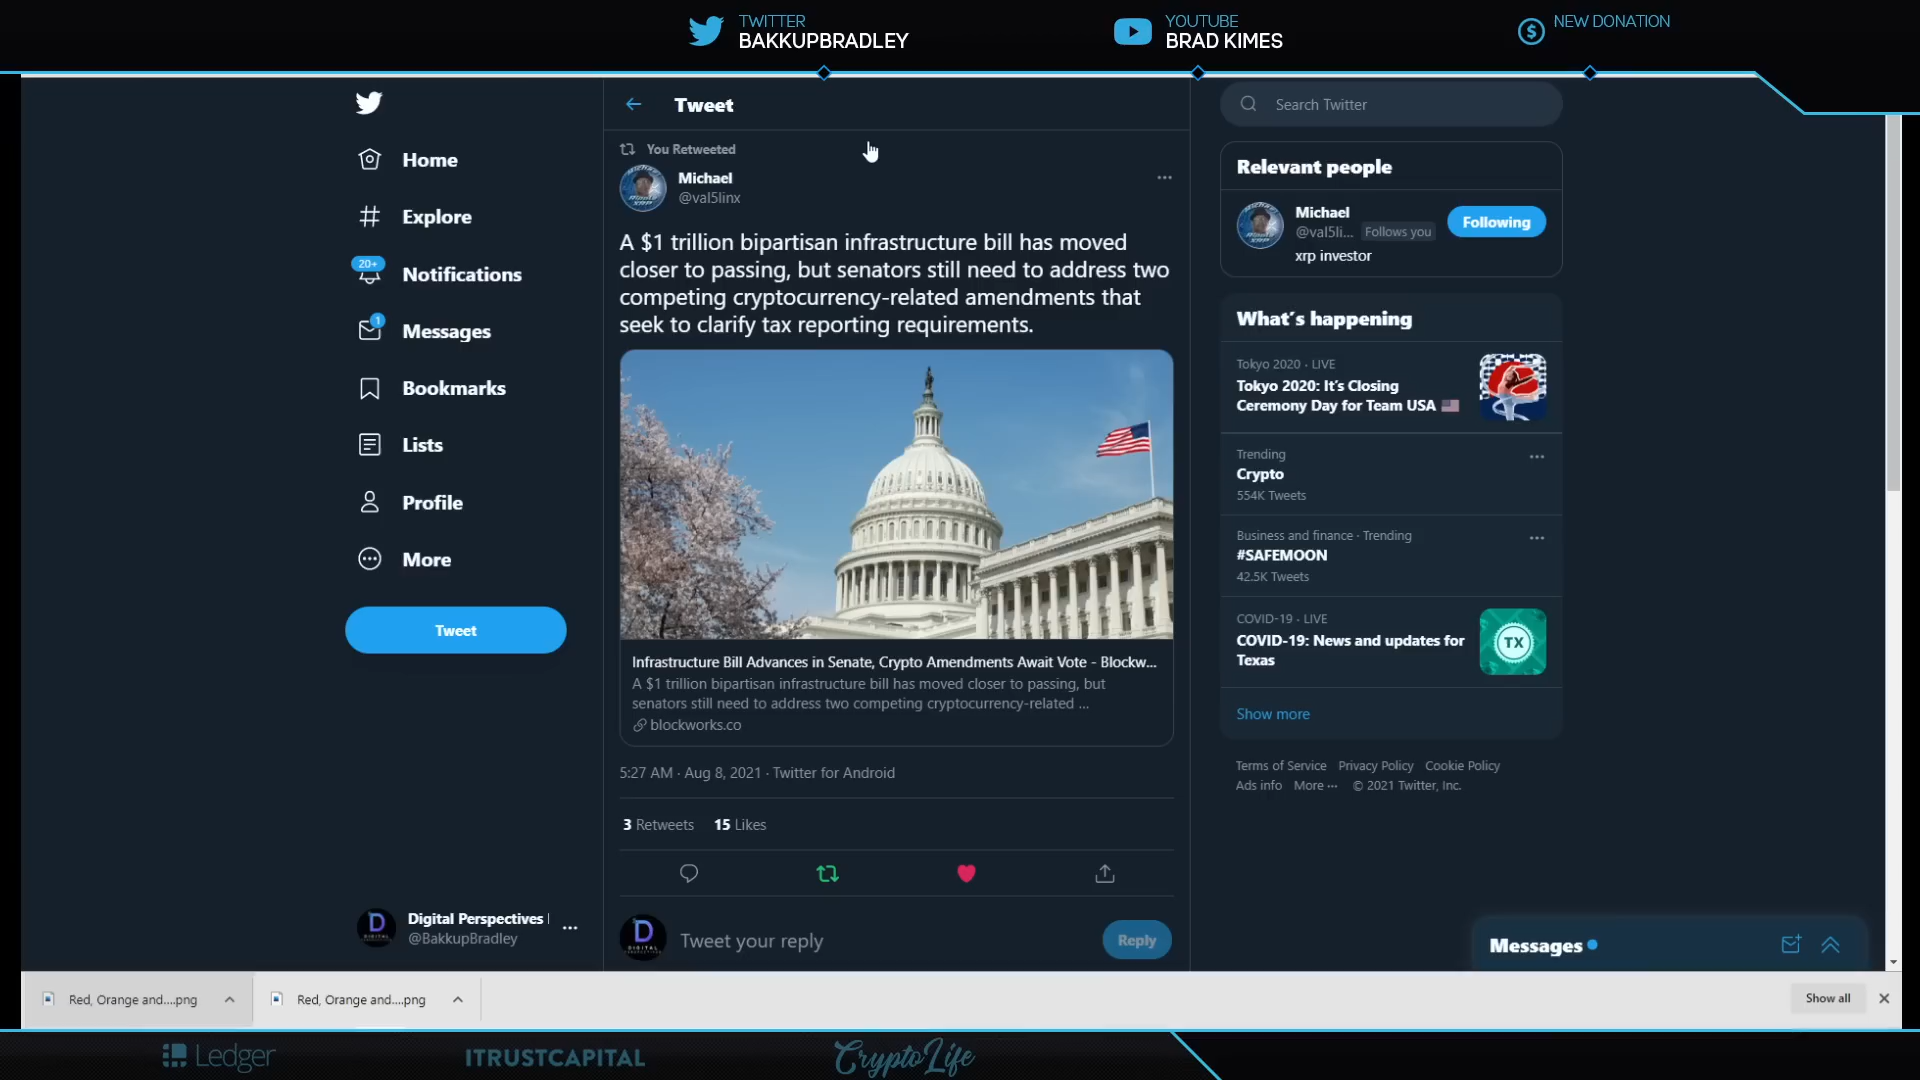 TWITTER
BAKKUPBRADLEY
YOUTUBE
BRAD KIMES
NEW DONATION
Home
Explore
20+
Notifications
1
Messages
Bookmarks
Lists
Profile
More
Tweet
Digital Perspectives
@BakkupBradley
Tweet
You Retweeted
Michael
@val5linx
A $1 trillion bipartisan infrastructure bill has moved
closer to passing, but senators still need to address two
competing cryptocurrency-related amendments that
seek to clarify tax reporting requirements.
Infrastructure Bill Advances in Senate, Crypto Amendments Await Vote - Blockw...
A $1 trillion bipartisan infrastructure bill has moved closer to passing, but
senators still need to address two competing cryptocurrency-related ...
blockworks.co
5:27 AM · Aug 8, 2021 · Twitter for Android
3 Retweets 15 Likes
Tweet your reply
Reply
Search Twitter
Relevant people
Michael
@val5li... Follows you
Following
xrp investor
What's happening
Tokyo 2020 · LIVE
Tokyo 2020: It's Closing
Ceremony Day for Team USA
Trending
Crypto
554K Tweets
Business and finance · Trending
#SAFEMOON
42.5K Tweets
COVID-19 · LIVE
COVID-19: News and updates for
Texas
TX
Show more
Terms of Service Privacy Policy Cookie Policy
Ads info More ··· © 2021 Twitter, Inc.
Messages
Red, Orange and....png
Red, Orange and....png
Show all
Ledger
ITRUSTCAPITAL
CryptoLife